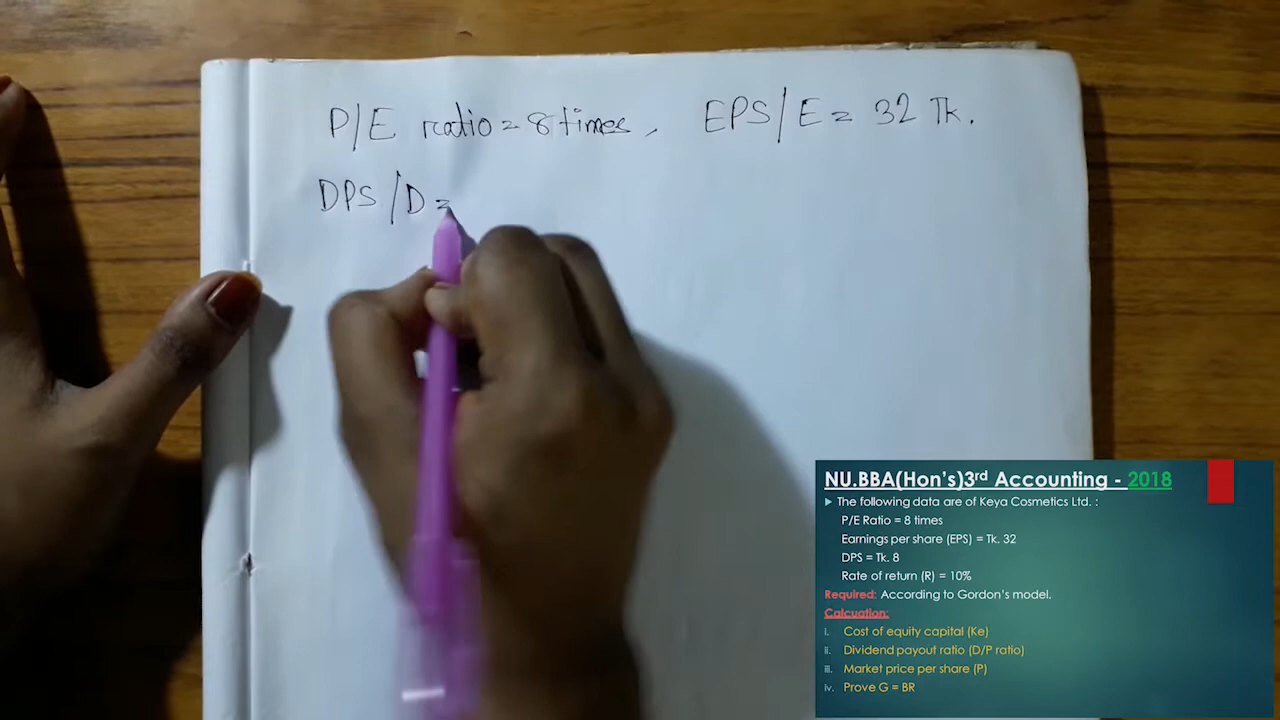 P/E ratio = 8 times, EPS/E = 32 Tk.
DPS/D =
NU.BBA(Hon's)3rd Accounting - 2018
The following data are of Keya Cosmetics Ltd. :
P/E Ratio = 8 times
Earnings per share (EPS) = Tk. 32
DPS = Tk. 8
Rate of return (R) = 10%
Required: According to Gordon's model.
Calcuation:
i. Cost of equity capital (Ke)
ii. Dividend payout ratio (D/P ratio)
iii. Market price per share (P)
iv. Prove G = BR